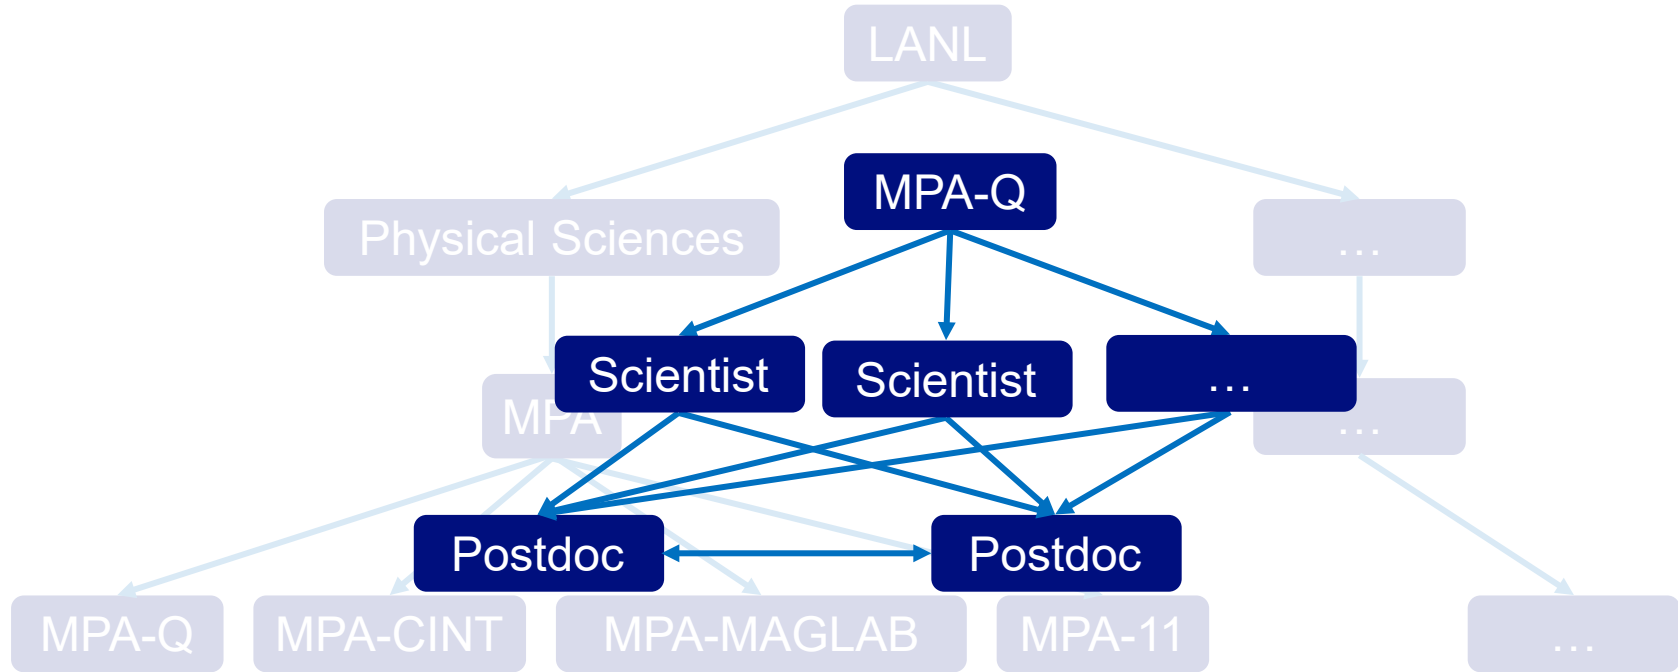 LANL
MPA-Q
Physical Sciences
...
Scientist
Scientist
...
MPA
...
Postdoc
Postdoc
MPA-Q
MPA-CINT
MPA-MAGLAB
MPA-11
...